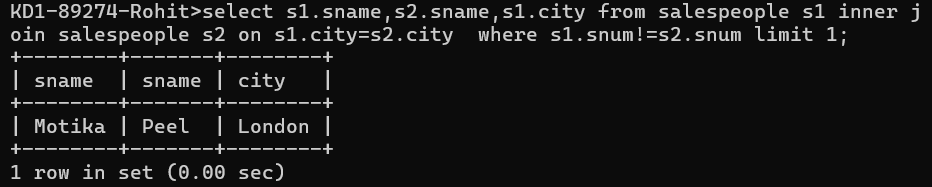 KD1-89274-Rohit>select s1.sname,s2.sname,s1.city from salespeople s1 inner j
oin salespeople s2 on s1.city=s2.city  where s1.snum!=s2.snum limit 1;
+--------+-------+--------+
| sname  | sname | city   |
+--------+-------+--------+
| Motika | Peel  | London |
+--------+-------+--------+
1 row in set (0.00 sec)